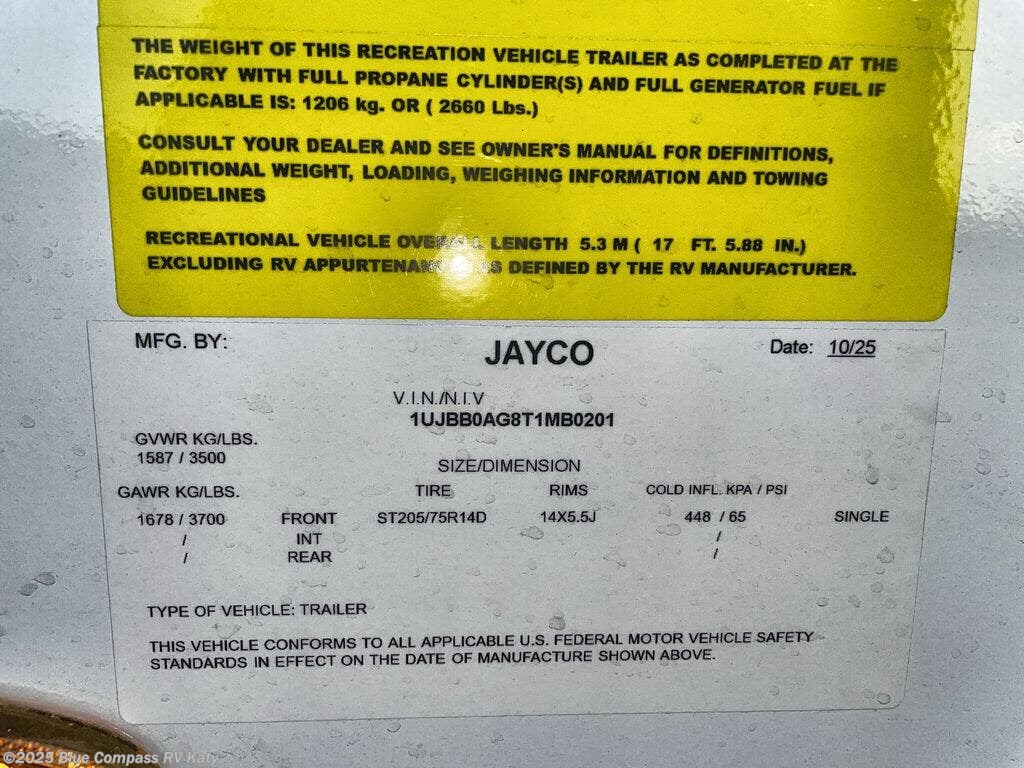 THE WEIGHT OF THIS RECREATION VEHICLE TRAILER AS COMPLETED AT THE
FACTORY WITH FULL PROPANE CYLINDER(S) AND FULL GENERATOR FUEL IF
APPLICABLE IS: 1206 kg. OR ( 2660 Lbs.)
CONSULT YOUR DEALER AND SEE OWNER'S MANUAL FOR DEFINITIONS,
ADDITIONAL WEIGHT, LOADING, WEIGHING INFORMATION AND TOWING
GUIDELINES
RECREATIONAL VEHICLE LENGTH 5.3 M ( 17 FT. 5.88 IN.)
EXCLUDING RV DEFINED BY THE RV MANUFACTURER.
MFG. BY: JAYCO Date: 10/25
V.I.N./N.I.V
1UJBB0AG8T1MB0201
GVWR KG/LBS.
1587 / 3500
SIZE/DIMENSION
GAWR KG/LBS. TIRE RIMS COLD INFL. KPA / PSI
1678 / 3700 FRONT ST205/75R14D 14X5.5J 448 / 65 SINGLE
/ INT /
/ REAR /
TYPE OF VEHICLE: TRAILER
THIS VEHICLE CONFORMS TO ALL APPLICABLE U.S. FEDERAL MOTOR VEHICLE SAFETY
STANDARDS IN EFFECT ON THE DATE OF MANUFACTURE SHOWN ABOVE.
©2025 Blue Compass RV Katy